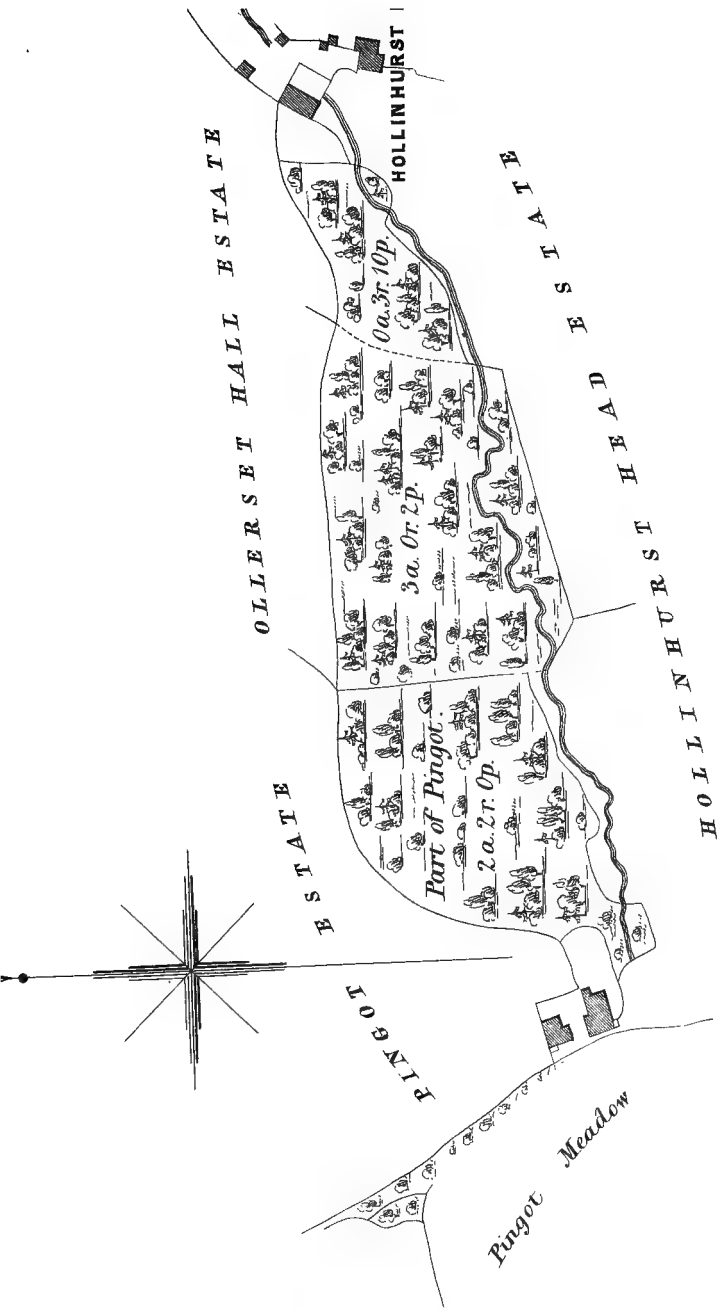 HOLLINHURST
OLLERSET HALL ESTATE
0a.3r.10p.
3a.0r.2p.
HOLLINHURST HEAD ESTATE
Part of Pingot.
2a.2r.0p.
PINGOT ESTATE
Pingot Meadow